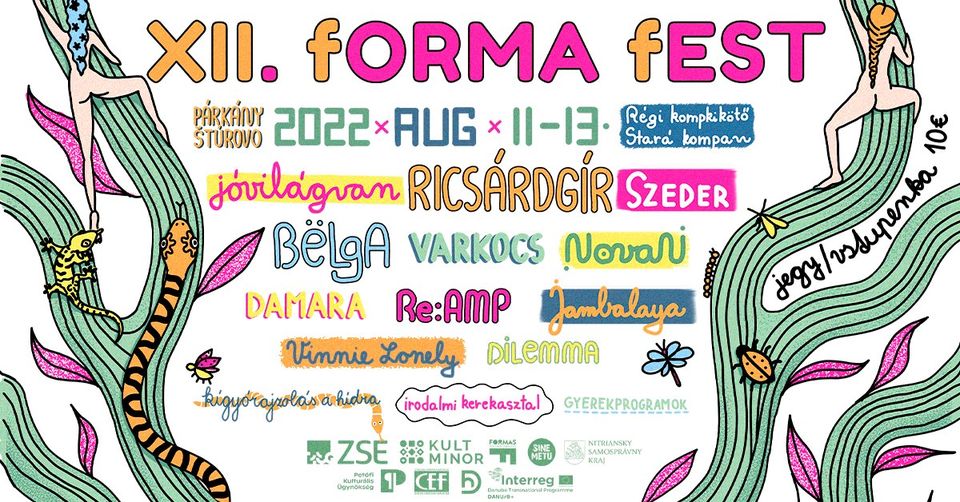 XII. fORMA fEST
PÁRKÁNY
ŠTÚROVO
2022 × AUG × 11-13.
Régi kompkikötő
Stará kompa
jóvilágvan RICSÁRDGÍR SZEDER
BËLGA VARKOCS NovaNi
DAMARA Re:AMP Jambalaya
Vinnie Lonely DILEMMA
kígyórajzolás a hídra irodalmi kerekasztal GYEREKPROGRAMOK
jegy/vstupenka 10€
ZSE
KULT
MINOR
FORMAS
SINE
METU
NITRIANSKY
SAMOSPRÁVNY
KRAJ
Petőfi
Kulturális
Ügynökség
CEF
Interreg
Danube Transnational Programme